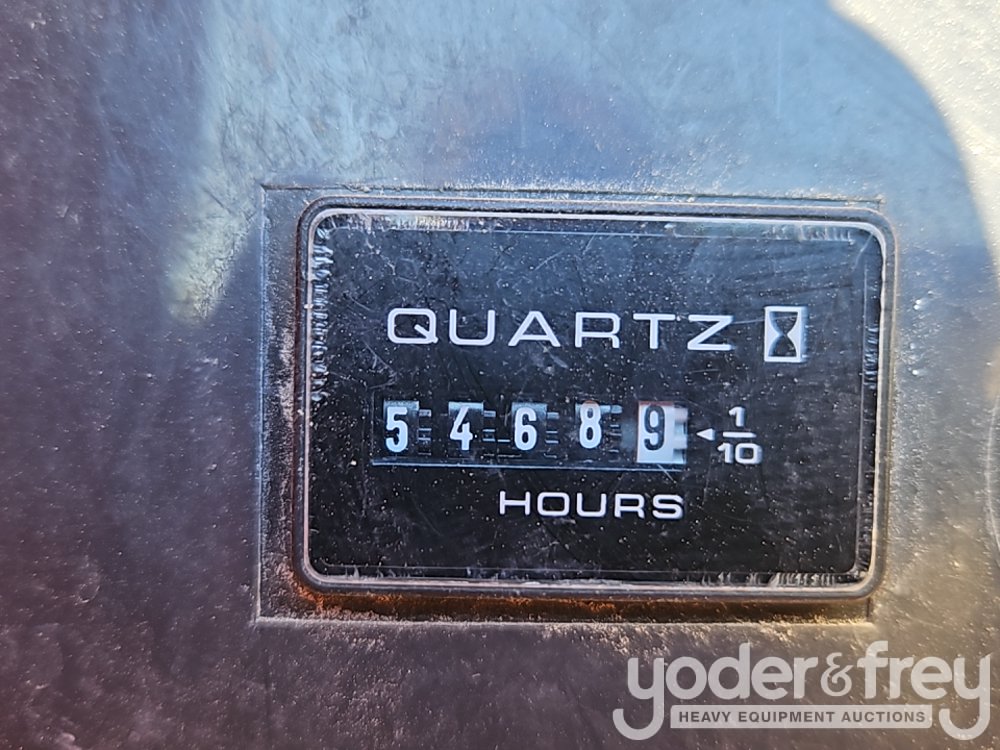 QUARTZ
5 4 6 8 9 ◄ 1/10
HOURS
yoder&frey
HEAVY EQUIPMENT AUCTIONS